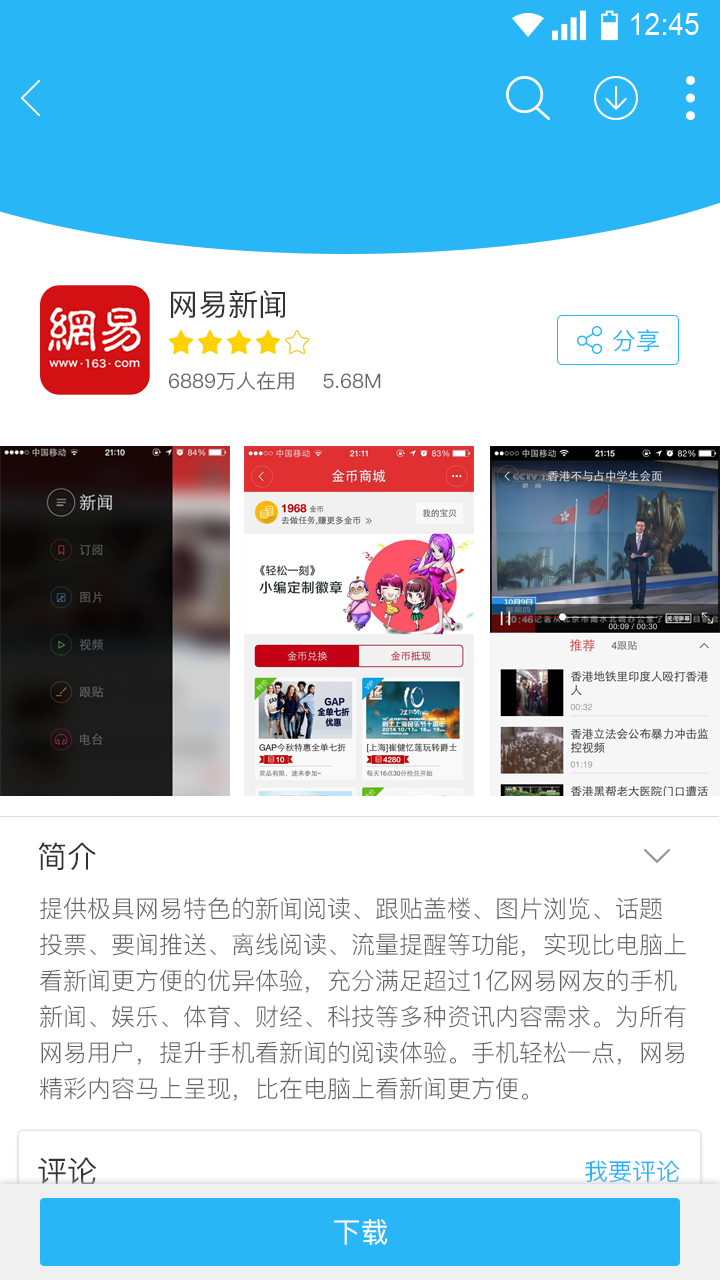 12:45
網易
www·163·com
网易新闻
6889万人在用 5.68M
分享
中国移动 21:10 84%
新闻
订阅
图片
视频
跟贴
电台
中国移动 21:11 83%
金币商城
1968 金币
去做任务,赚更多金币 >>
我的宝贝
《轻松一刻》
小编定制徽章
金币兑换 金币抵现
特价
GAP
全单七折
优惠
VIP
10
GAP今秋特惠全单七折
10
奖品有限、速来参加~
[上海]崔健忆莲玩转爵士
4280
每天16点30分抢兑开始
中国移动 21:15 82%
香港不与占中学生会面
CCTV
新闻
10月9日
星期四
10:46
00:09 / 00:30
推荐 4跟贴
香港地铁里印度人殴打香港
人
00:32
香港立法会公布暴力冲击监
控视频
01:19
香港黑帮老大医院门口遭活
简介
提供极具网易特色的新闻阅读、跟贴盖楼、图片浏览、话题
投票、要闻推送、离线阅读、流量提醒等功能，实现比电脑上
看新闻更方便的优异体验，充分满足超过1亿网易网友的手机
新闻、娱乐、体育、财经、科技等多种资讯内容需求。为所有
网易用户，提升手机看新闻的阅读体验。手机轻松一点，网易
精彩内容马上呈现，比在电脑上看新闻更方便。
评论 我要评论
下载